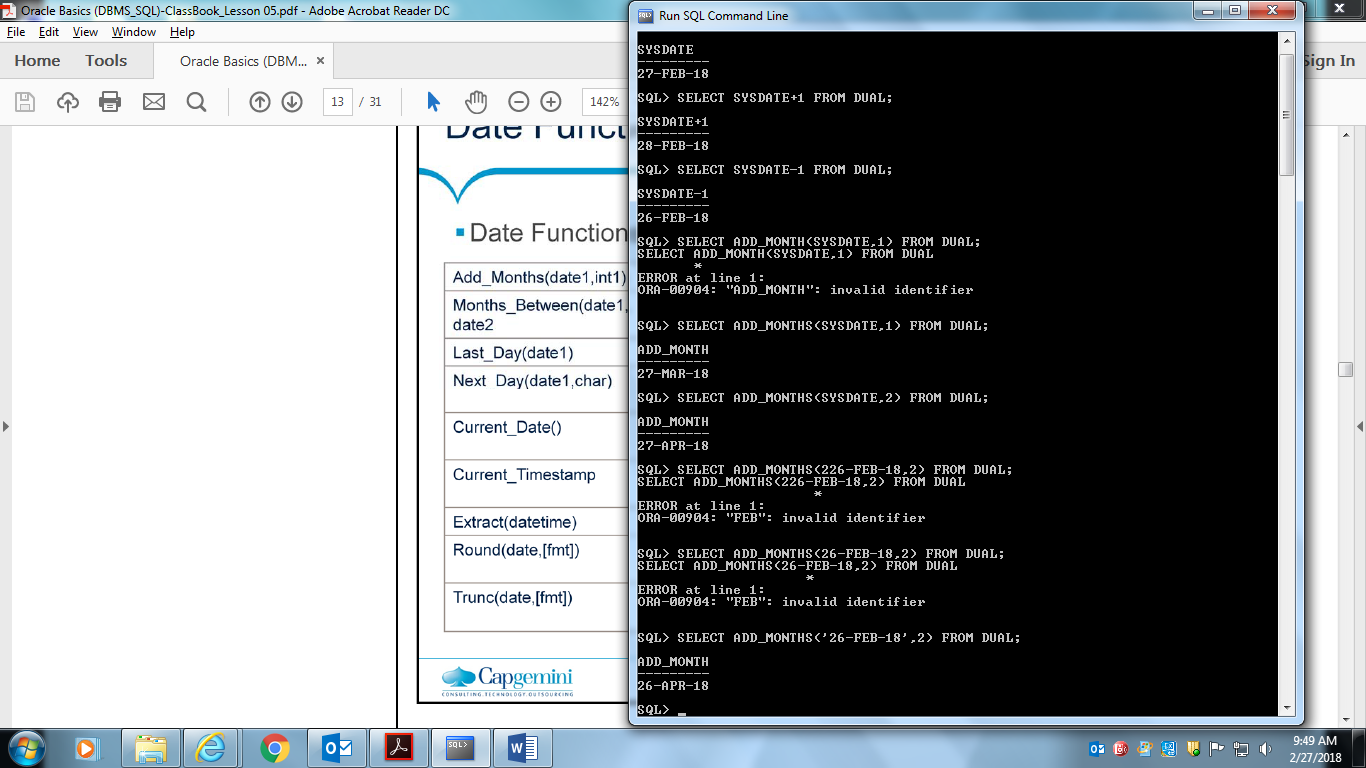 Oracle Basics (DBMS_SQL)-ClassBook_Lesson 05.pdf - Adobe Acrobat Reader DC
File Edit View Window Help
Home Tools Oracle Basics (DBM... × Sign In
13 / 31 142%
Date Funct
Date Function
Add_Months(date1,int1)
Months_Between(date1,
date2
Last_Day(date1)
Next_Day(date1,char)
Current_Date()
Current_Timestamp
Extract(datetime)
Round(date,[fmt])
Trunc(date,[fmt])
Capgemini
CONSULTING.TECHNOLOGY.OUTSOURCING
Run SQL Command Line
SYSDATE
---------
27-FEB-18
SQL> SELECT SYSDATE+1 FROM DUAL;
SYSDATE+1
---------
28-FEB-18
SQL> SELECT SYSDATE-1 FROM DUAL;
SYSDATE-1
---------
26-FEB-18
SQL> SELECT ADD_MONTH(SYSDATE,1) FROM DUAL;
SELECT ADD_MONTH(SYSDATE,1) FROM DUAL
*
ERROR at line 1:
ORA-00904: "ADD_MONTH": invalid identifier
SQL> SELECT ADD_MONTHS(SYSDATE,1) FROM DUAL;
ADD_MONTH
---------
27-MAR-18
SQL> SELECT ADD_MONTHS(SYSDATE,2) FROM DUAL;
ADD_MONTH
---------
27-APR-18
SQL> SELECT ADD_MONTHS(226-FEB-18,2) FROM DUAL;
SELECT ADD_MONTHS(226-FEB-18,2) FROM DUAL
*
ERROR at line 1:
ORA-00904: "FEB": invalid identifier
SQL> SELECT ADD_MONTHS(26-FEB-18,2) FROM DUAL;
SELECT ADD_MONTHS(26-FEB-18,2) FROM DUAL
*
ERROR at line 1:
ORA-00904: "FEB": invalid identifier
SQL> SELECT ADD_MONTHS('26-FEB-18',2) FROM DUAL;
ADD_MONTH
---------
26-APR-18
SQL> _
9:49 AM
2/27/2018